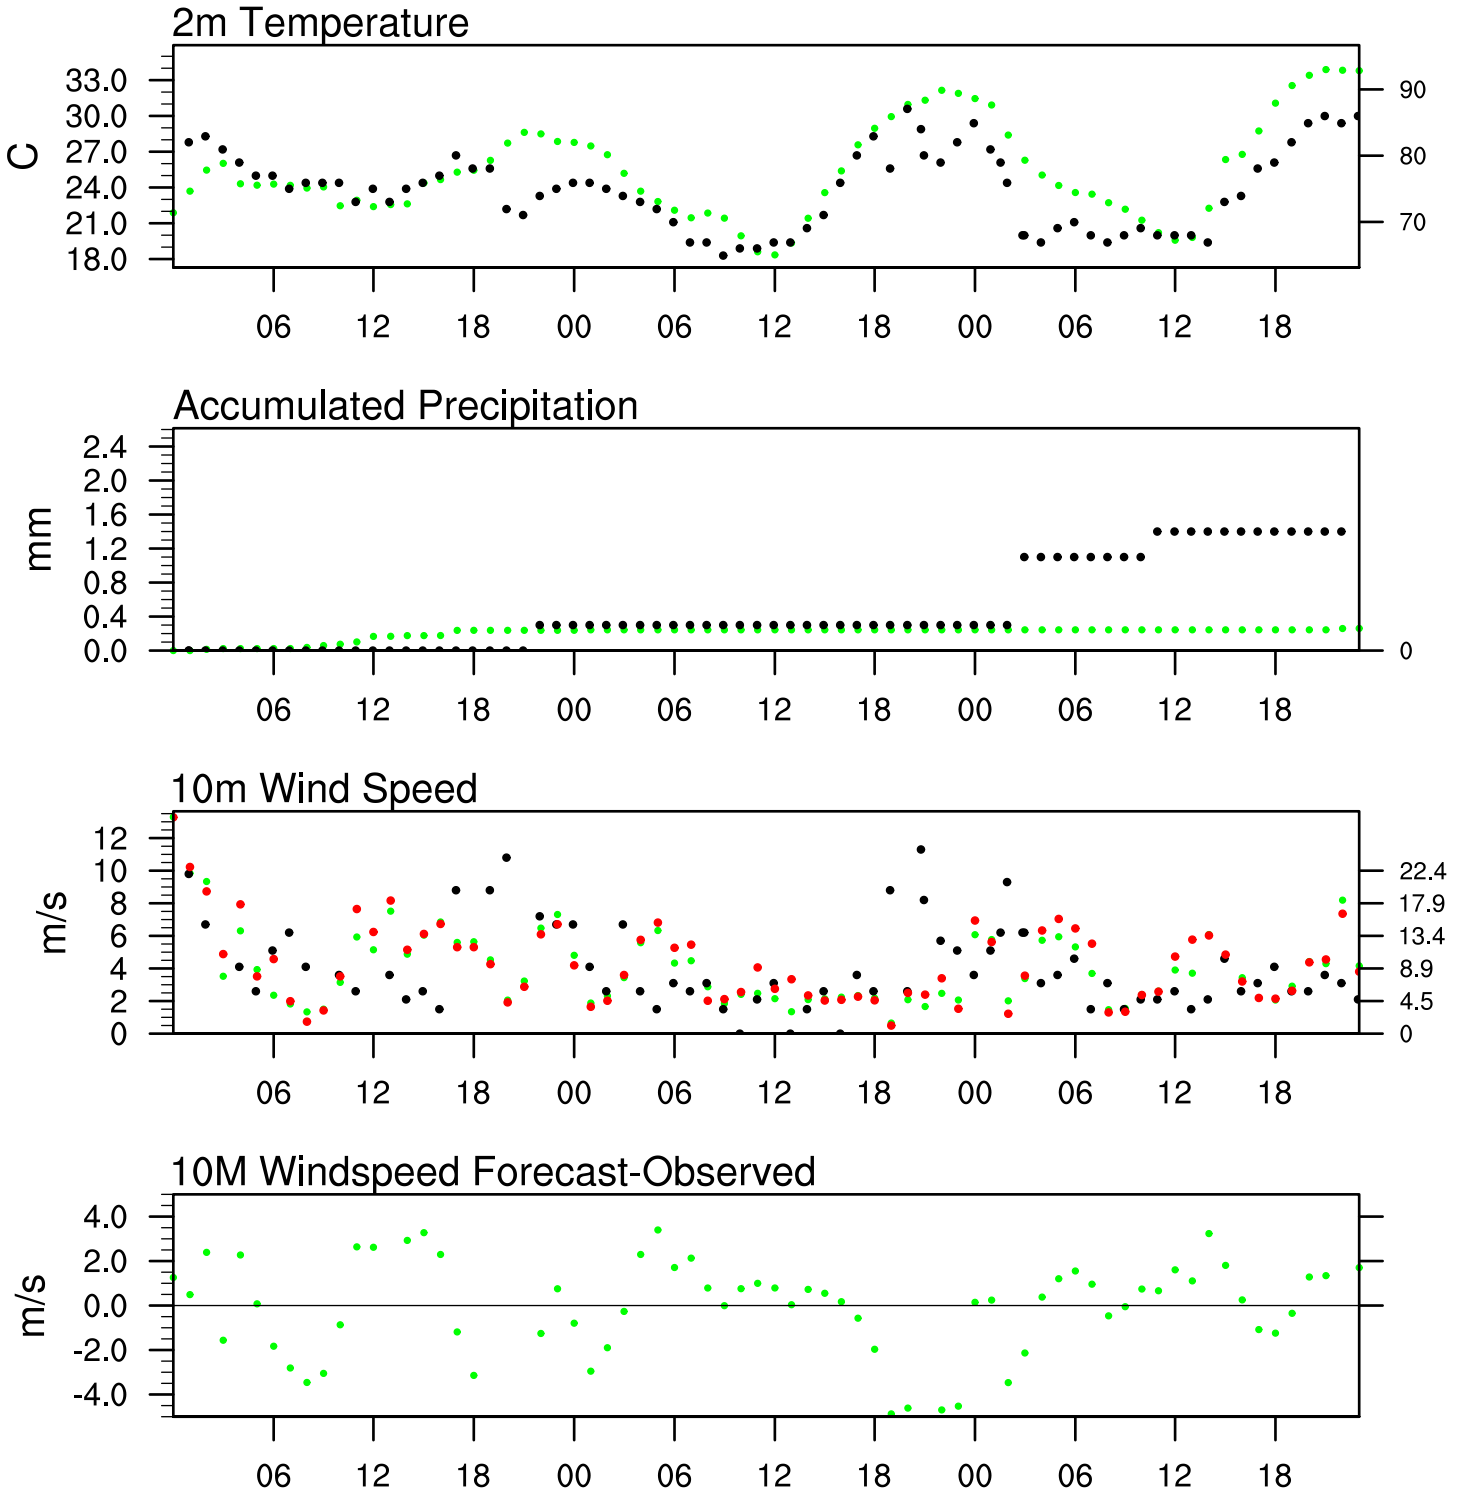 2m Temperature
33.0
30.0
27.0
24.0
21.0
18.0
C
90
80
70
06 12 18 00 06 12 18 00 06 12 18
Accumulated Precipitation
2.4
2.0
1.6
1.2
0.8
0.4
0.0
mm
0
06 12 18 00 06 12 18 00 06 12 18
10m Wind Speed
12
10
8
6
4
2
0
m/s
22.4
17.9
13.4
8.9
4.5
0
06 12 18 00 06 12 18 00 06 12 18
10M Windspeed Forecast-Observed
4.0
2.0
0.0
-2.0
-4.0
m/s
06 12 18 00 06 12 18 00 06 12 18